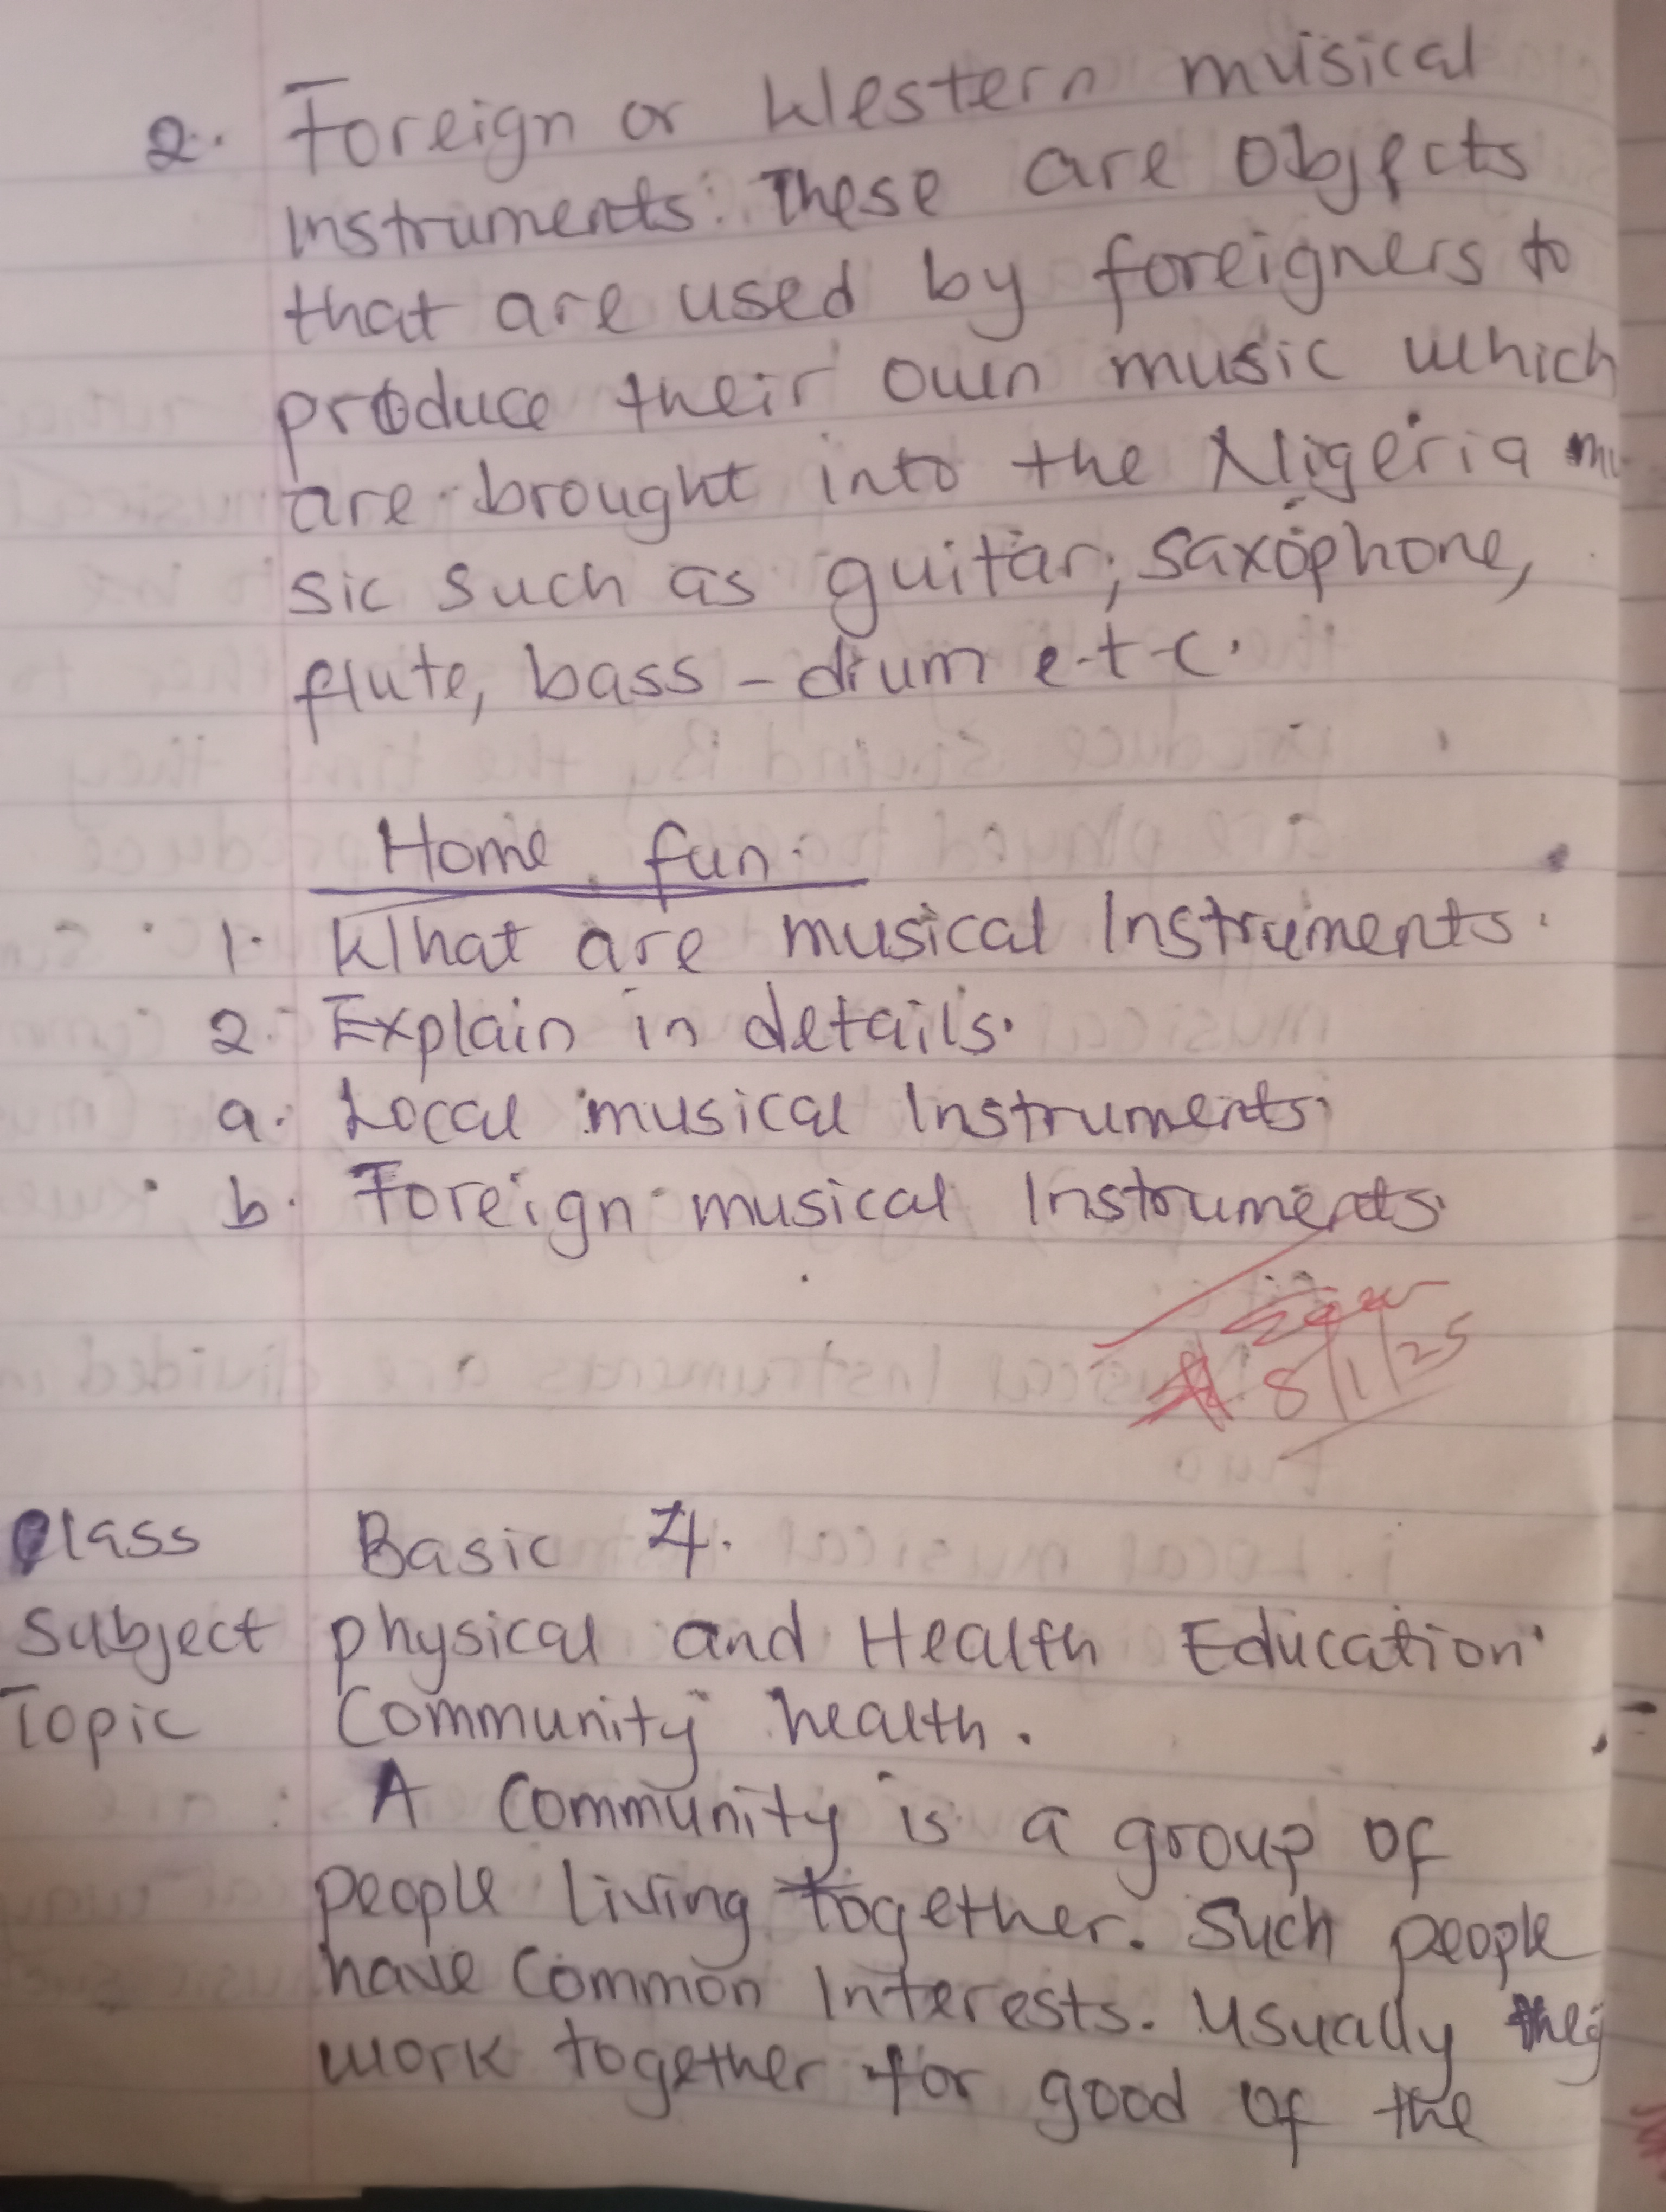 2. Foreign or Western musical
Instruments: These are Objects
that are used by foreigners to
produce their own music which
are brought into the Nigeria mu
sic such as guitar, saxophone,
flute, bass - drum e.t.c.
Home fun.
1. What are musical Instruments.
2. Explain in details.
a. Local musical Instruments
b. Foreign musical Instruments.
8/1/25
Class Basic 4.
Subject physical and Health Education
Topic Community health.
A Community is a group of
people living together. Such people
have Common Interests. Usually they
work together for good of the